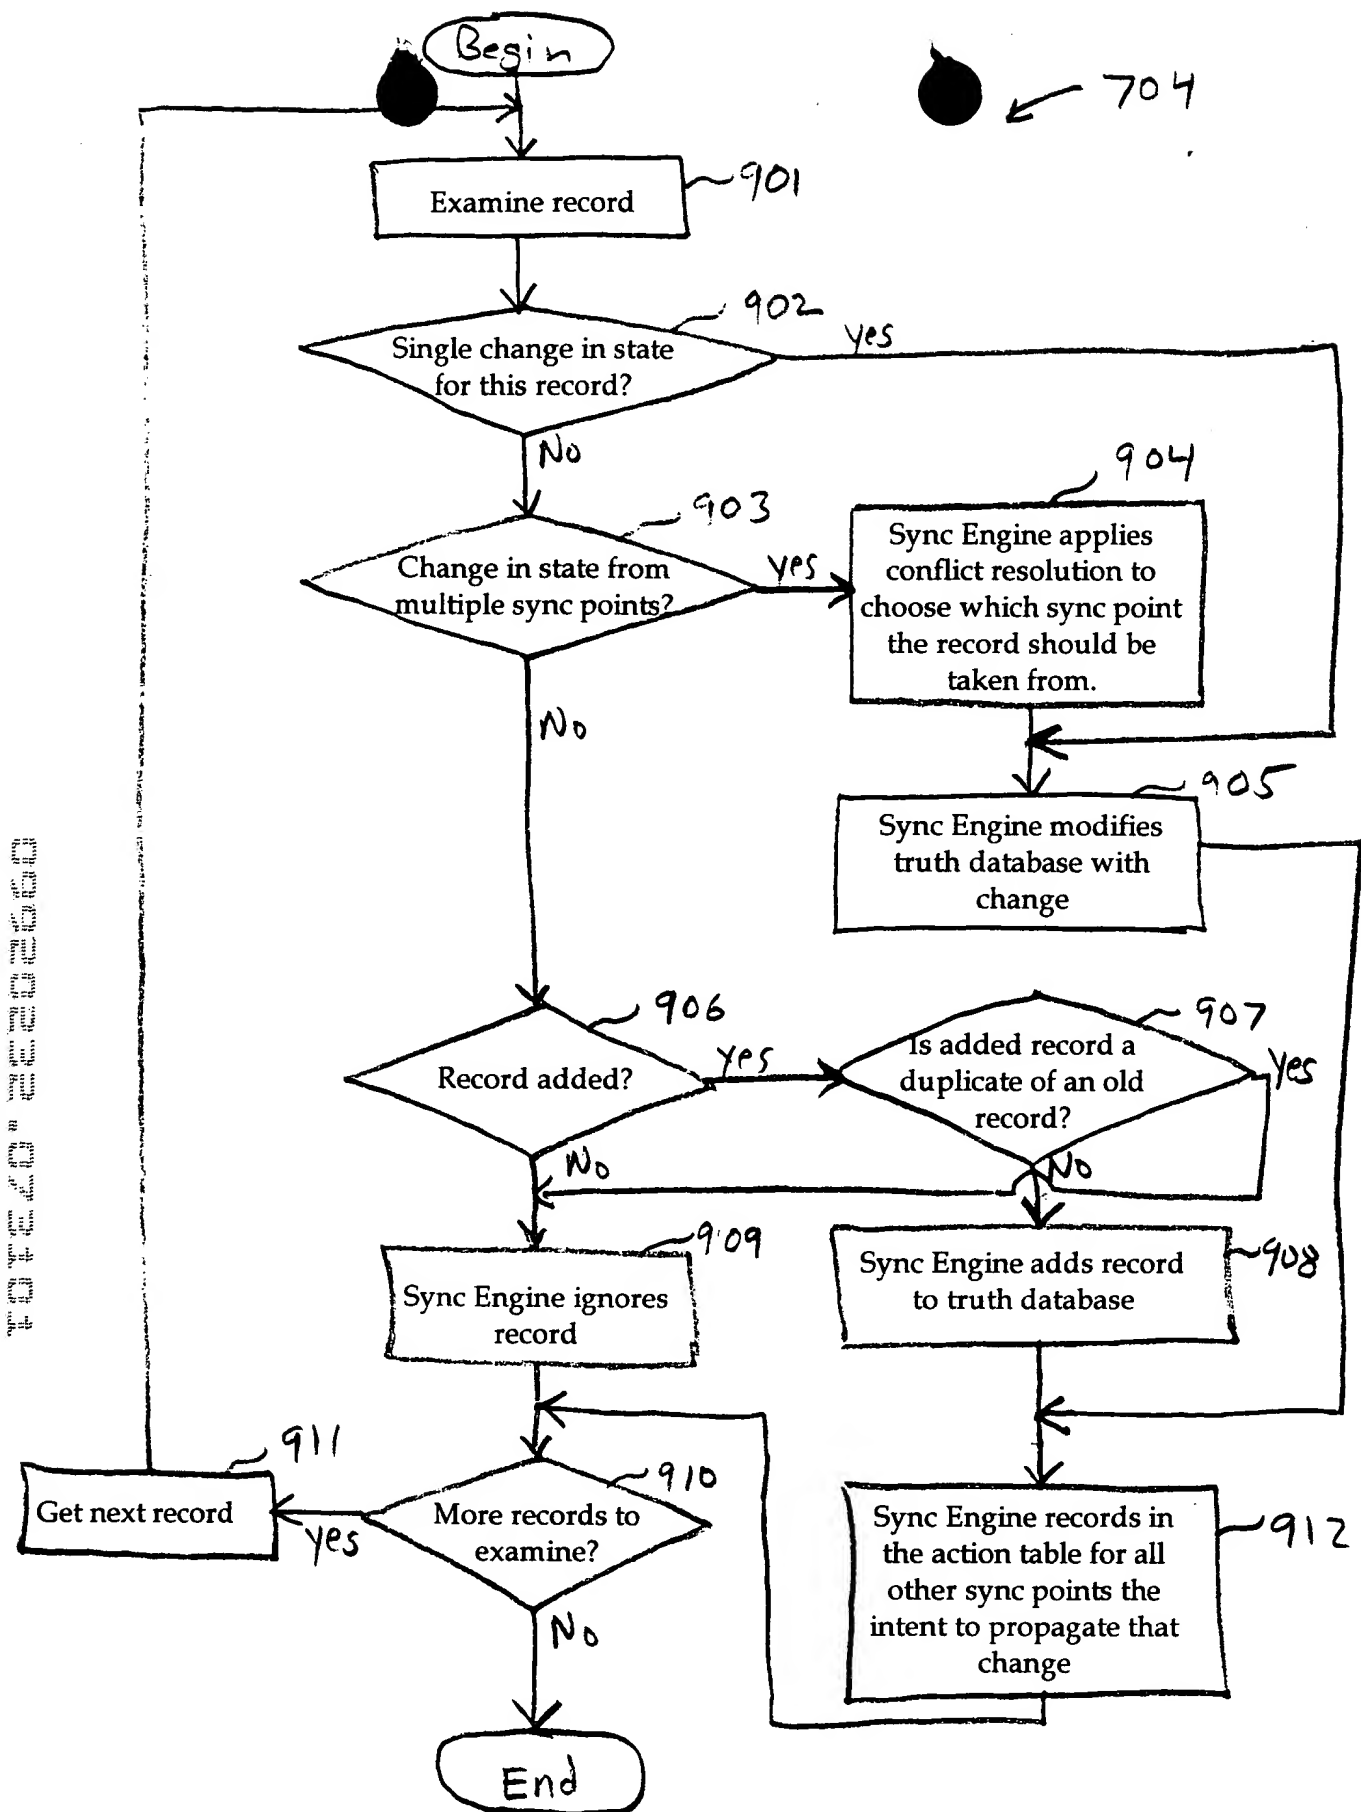 Begin
704
901
Examine record
902
Single change in state
for this record?
yes
No
903
Change in state from
multiple sync points?
yes
904
Sync Engine applies
conflict resolution to
choose which sync point
the record should be
taken from.
No
905
Sync Engine modifies
truth database with
change
906
Record added?
yes
907
Is added record a
duplicate of an old
record?
yes
No
No
909
Sync Engine ignores
record
908
Sync Engine adds record
to truth database
911
Get next record
yes
910
More records to
examine?
No
912
Sync Engine records in
the action table for all
other sync points the
intent to propagate that
change
End